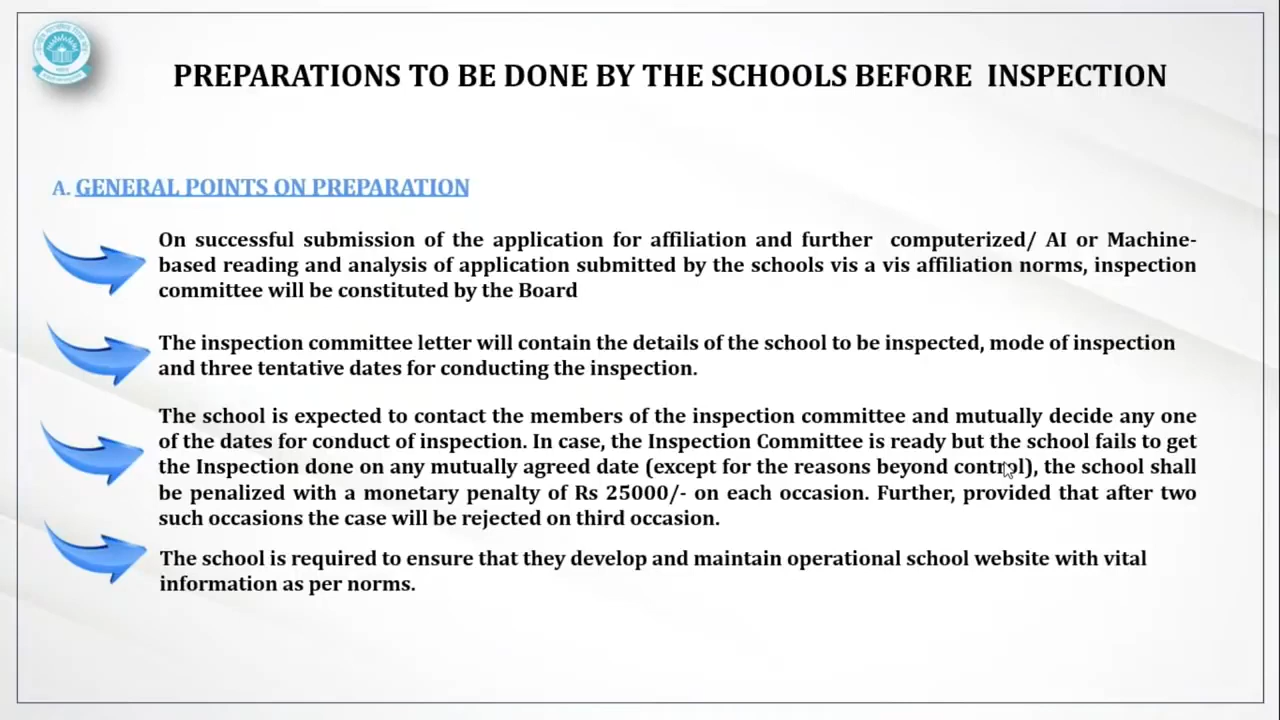 PREPARATIONS TO BE DONE BY THE SCHOOLS BEFORE INSPECTION
A. GENERAL POINTS ON PREPARATION
On successful submission of the application for affiliation and further computerized/ AI or Machine-
based reading and analysis of application submitted by the schools vis a vis affiliation norms, inspection
committee will be constituted by the Board
The inspection committee letter will contain the details of the school to be inspected, mode of inspection
and three tentative dates for conducting the inspection.
The school is expected to contact the members of the inspection committee and mutually decide any one
of the dates for conduct of inspection. In case, the Inspection Committee is ready but the school fails to get
the Inspection done on any mutually agreed date (except for the reasons beyond control), the school shall
be penalized with a monetary penalty of Rs 25000/- on each occasion. Further, provided that after two
such occasions the case will be rejected on third occasion.
The school is required to ensure that they develop and maintain operational school website with vital
information as per norms.